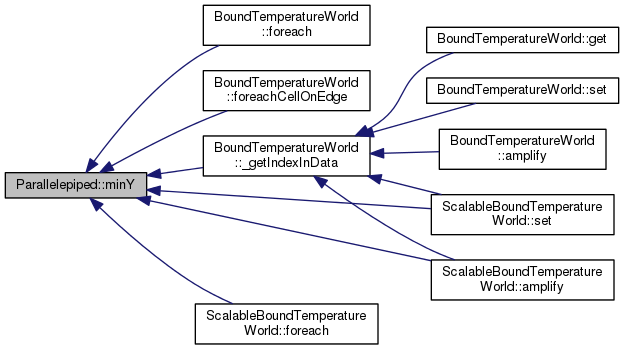 BoundTemperatureWorld
::foreach
BoundTemperatureWorld::get
BoundTemperatureWorld
::foreachCellOnEdge
BoundTemperatureWorld::set
BoundTemperatureWorld
::_getIndexInData
BoundTemperatureWorld
::amplify
Parallelepiped::minY
ScalableBoundTemperature
World::set
ScalableBoundTemperature
World::amplify
ScalableBoundTemperature
World::foreach